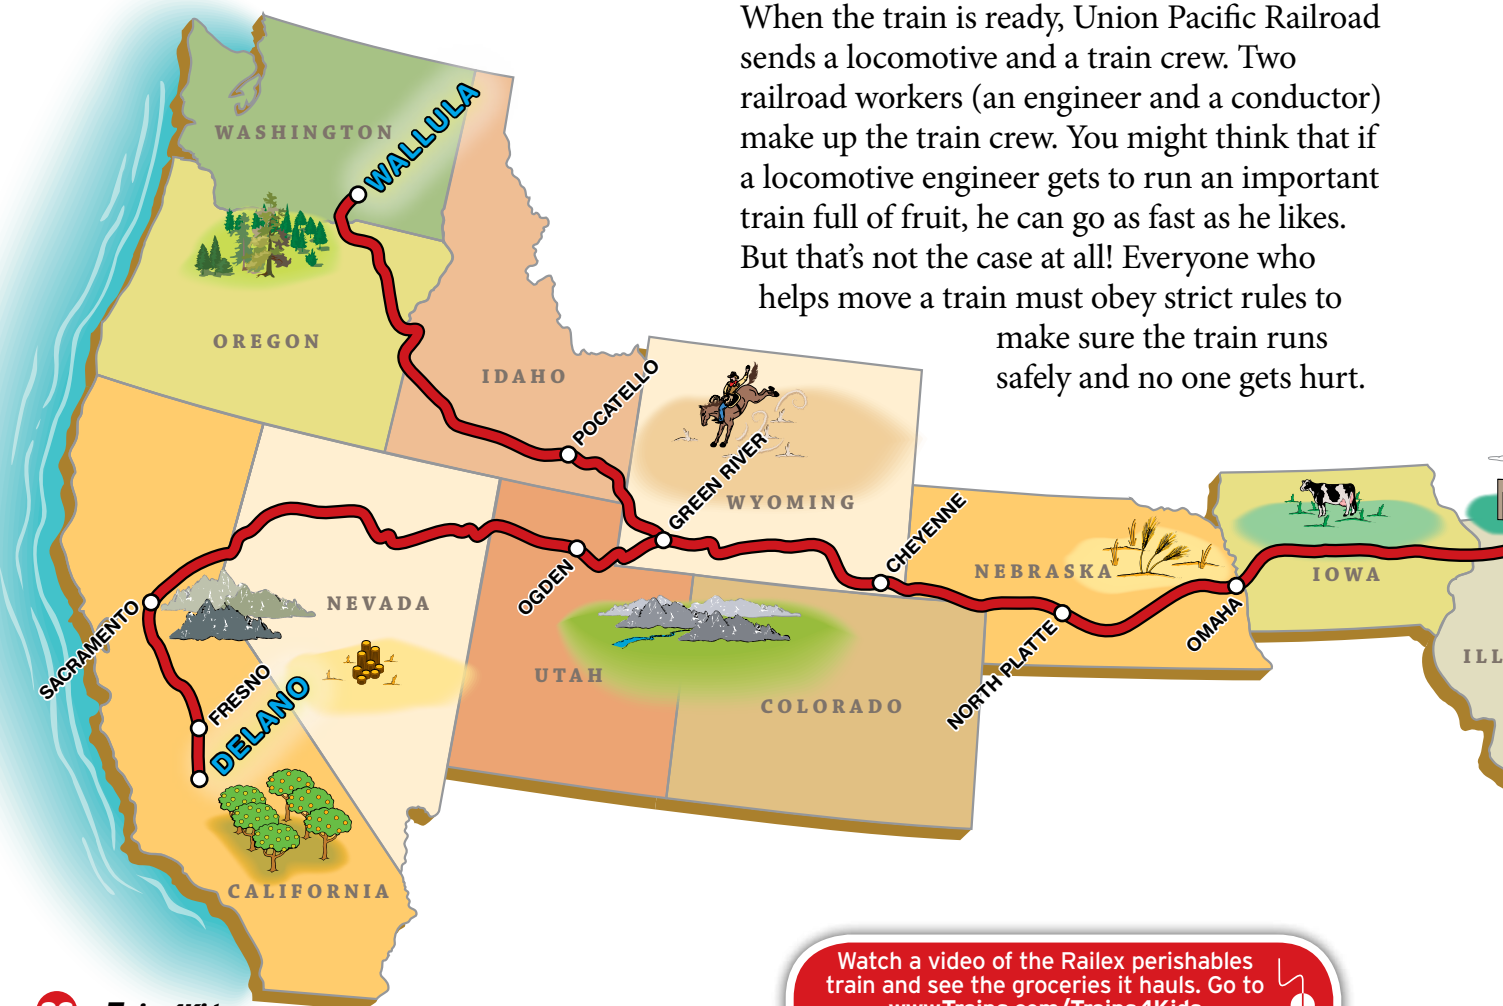 When the train is ready, Union Pacific Railroad
sends a locomotive and a train crew. Two
railroad workers (an engineer and a conductor)
make up the train crew. You might think that if
a locomotive engineer gets to run an important
train full of fruit, he can go as fast as he likes.
But that’s not the case at all! Everyone who
helps move a train must obey strict rules to
make sure the train runs
safely and no one gets hurt.
WASHINGTON
WALLULA
OREGON
IDAHO
POCATELLO
GREEN RIVER
WYOMING
CHEYENNE
NEBRASKA
IOWA
OGDEN
NEVADA
SACRAMENTO
FRESNO
DELANO
UTAH
COLORADO
NORTH PLATTE
OMAHA
ILL
CALIFORNIA
Watch a video of the Railex perishables
train and see the groceries it hauls. Go to
www.Trains.com/Trains4Kids